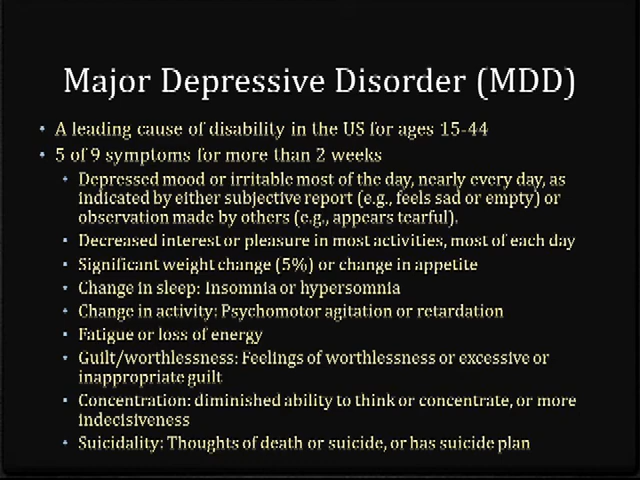 Major Depressive Disorder (MDD)
• A leading cause of disability in the US for ages 15-44
• 5 of 9 symptoms for more than 2 weeks
• Depressed mood or irritable most of the day, nearly every day, as
indicated by either subjective report (e.g., feels sad or empty) or
observation made by others (e.g., appears tearful).
• Decreased interest or pleasure in most activities, most of each day
• Significant weight change (5%) or change in appetite
• Change in sleep: Insomnia or hypersomnia
• Change in activity: Psychomotor agitation or retardation
• Fatigue or loss of energy
• Guilt/worthlessness: Feelings of worthlessness or excessive or
inappropriate guilt
• Concentration: diminished ability to think or concentrate, or more
indecisiveness
• Suicidality: Thoughts of death or suicide, or has suicide plan